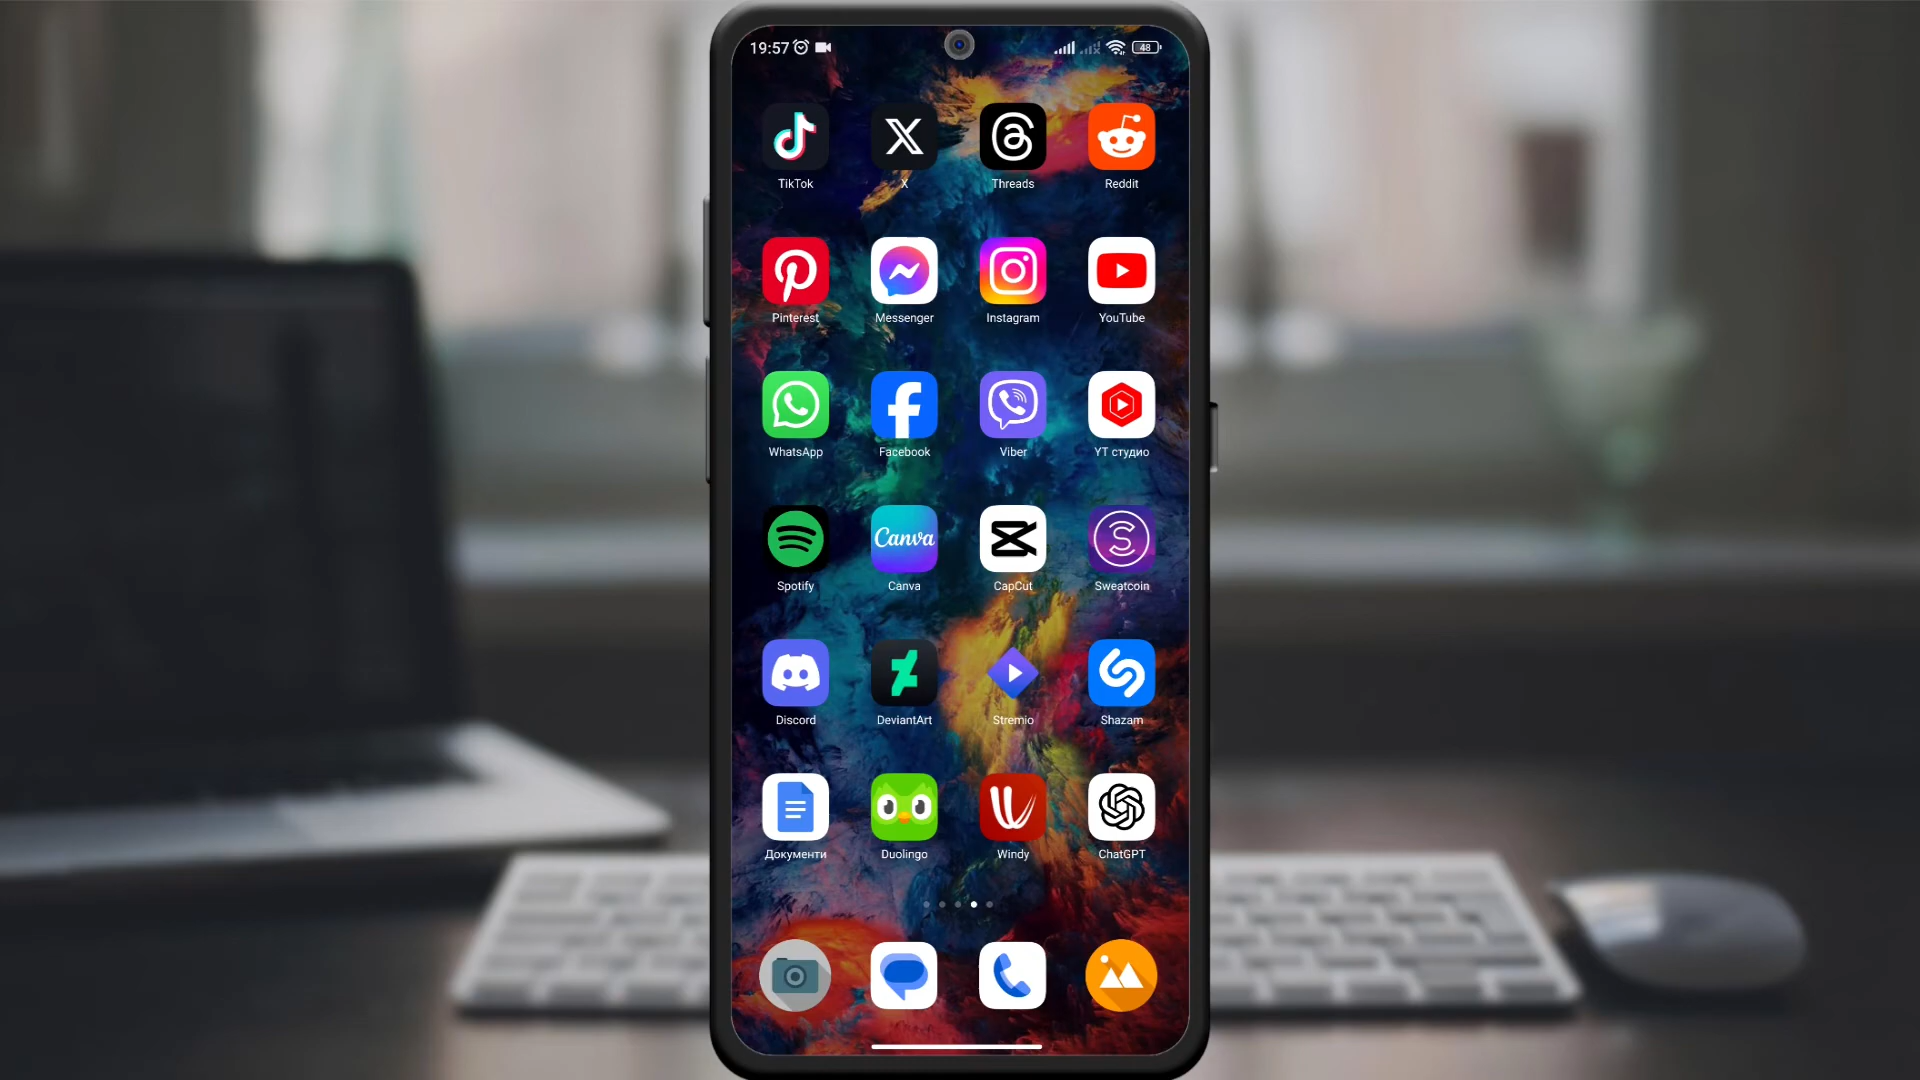 19:57 48
TikTok X Threads Reddit
Pinterest Messenger Instagram YouTube
WhatsApp Facebook Viber YT студио
Canva
Spotify Canva CapCut Sweatcoin
Discord DeviantArt Stremio Shazam
Документи Duolingo Windy ChatGPT